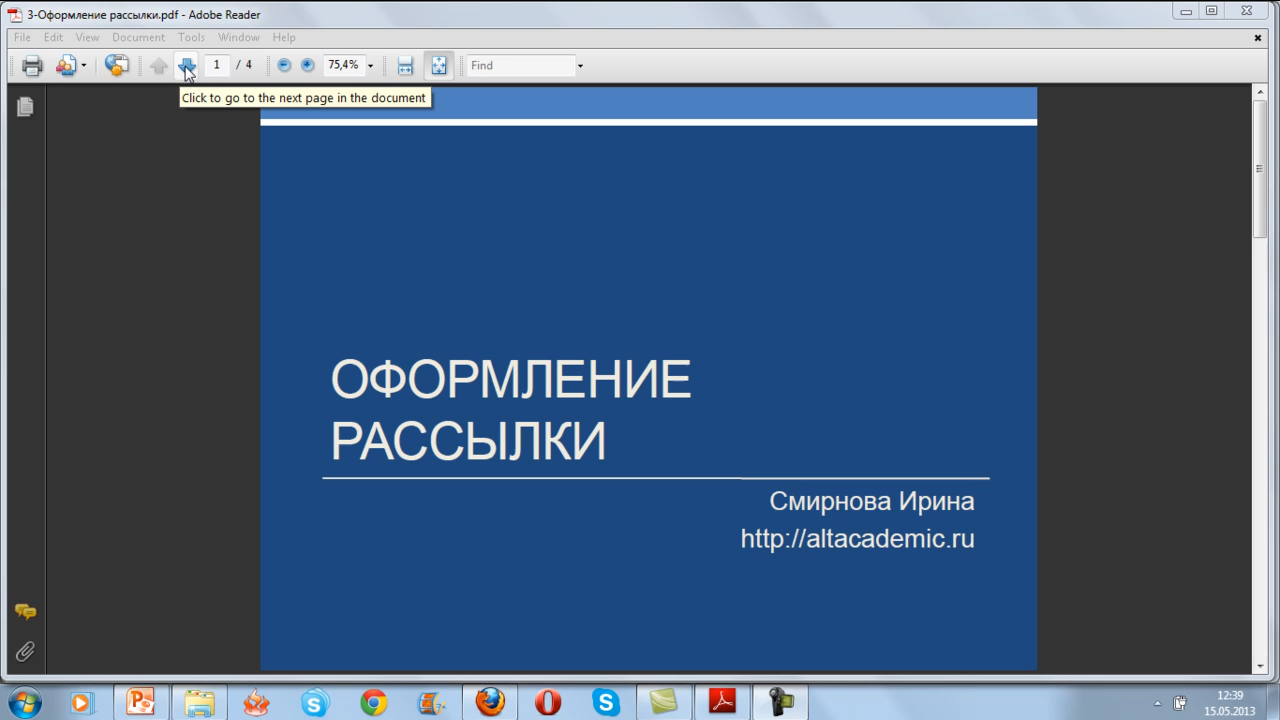 3-Оформление рассылки.pdf - Adobe Reader
File Edit View Document Tools Window Help
1 / 4 75,4% Find
Click to go to the next page in the document
ОФОРМЛЕНИЕ
РАССЫЛКИ
Смирнова Ирина
http://altacademic.ru
12:39
15.05.2013